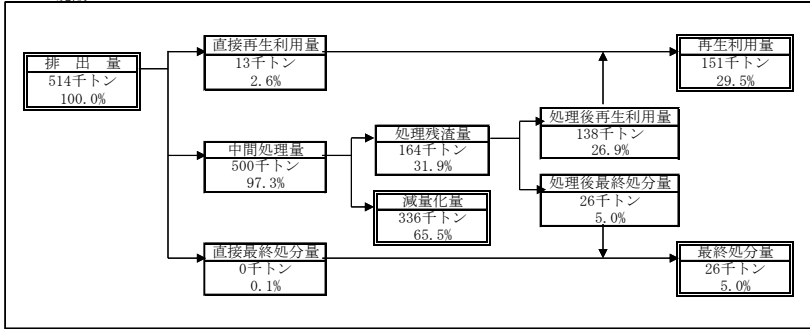 排 出 量
514千トン
100.0%
直接再生利用量
13千トン
2.6%
再生利用量
151千トン
29.5%
中間処理量
500千トン
97.3%
処理残渣量
164千トン
31.9%
処理後再生利用量
138千トン
26.9%
減量化量
336千トン
65.5%
処理後最終処分量
26千トン
5.0%
直接最終処分量
0千トン
0.1%
最終処分量
26千トン
5.0%